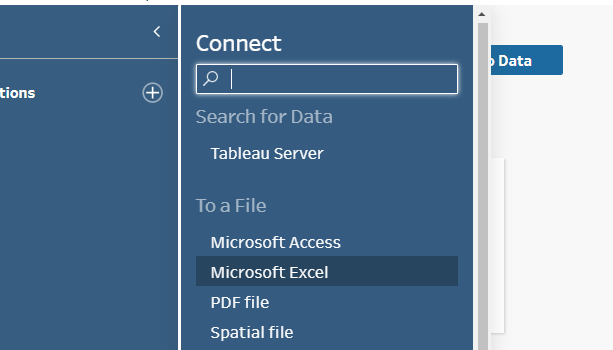 Connect
tions
Data
Search for Data
Tableau Server
To a File
Microsoft Access
Microsoft Excel
PDF file
Spatial file